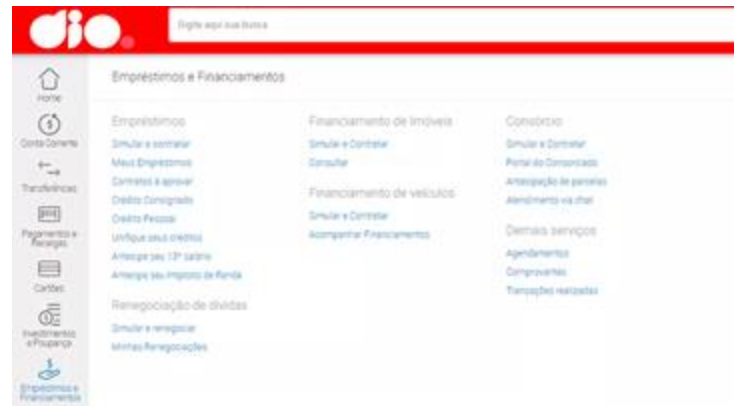 dio.
Digite aqui sua busca
Home
Conta Corrente
Transferências
Pagamentos e
Recargas
Cartões
Investimentos
e Poupança
Empréstimos e
Financiamentos
Empréstimos e Financiamentos
Empréstimos
Simular e contratar
Meus Empréstimos
Contratos a aprovar
Crédito Consignado
Crédito Pessoal
Unifique seus créditos
Antecipe seu 13º salário
Antecipe seu Imposto de Renda
Renegociação de dívidas
Simular e renegociar
Minhas Renegociações
Financiamento de Imóveis
Simular e Contratar
Consultar
Financiamento de veículos
Simular e Contratar
Acompanhar Financiamentos
Consórcio
Simular e Contratar
Portal do Consorciado
Antecipação de parcelas
Atendimento via chat
Demais serviços
Agendamentos
Comprovantes
Transações realizadas